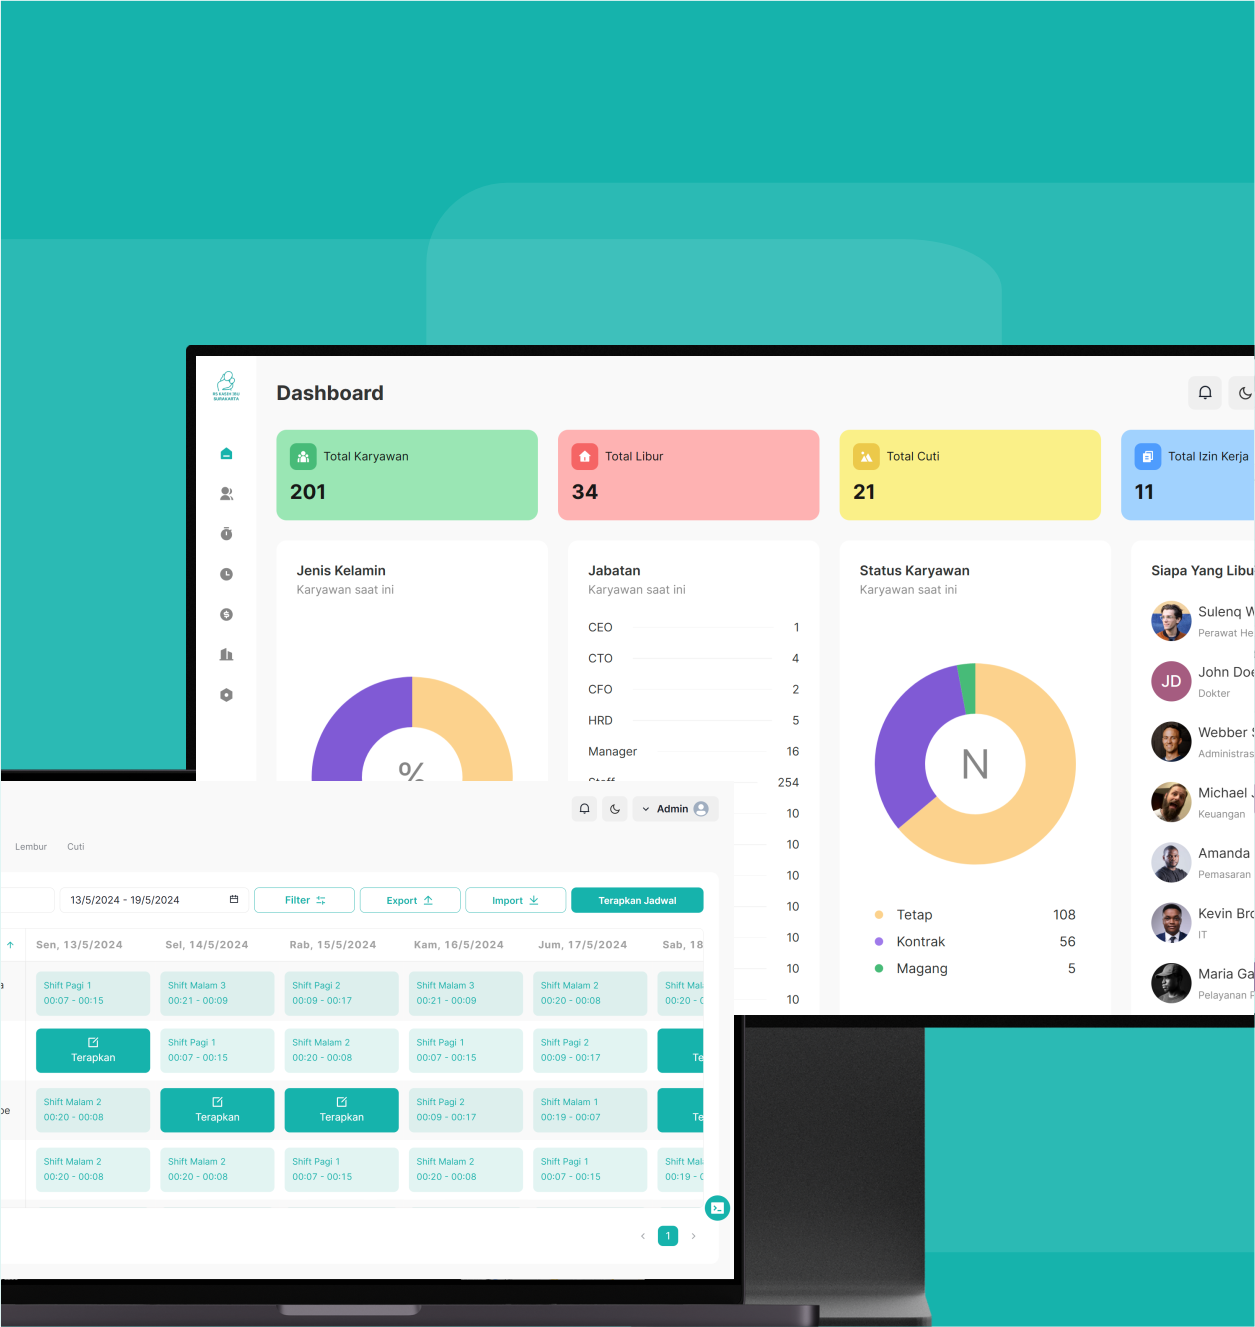 RS KASIH IBU
SURAKARTA
Dashboard
Total Karyawan
201
Total Libur
34
Total Cuti
21
Total Izin Kerja
11
Jenis Kelamin
Karyawan saat ini
%
Jabatan
Karyawan saat ini
CEO 1
CTO 4
CFO 2
HRD 5
Manager 16
Staff 254
10
10
10
10
10
10
10
Status Karyawan
Karyawan saat ini
N
Tetap 108
Kontrak 56
Magang 5
Siapa Yang Libu
Sulenq W
Perawat He
JD
John Doe
Dokter
Webber S
Administras
Michael J
Keuangan
Amanda
Pemasaran
Kevin Bro
IT
Maria Ga
Pelayanan P
Admin
Lembur Cuti
13/5/2024 - 19/5/2024 Filter Export Import Terapkan Jadwal
Sen, 13/5/2024 Sel, 14/5/2024 Rab, 15/5/2024 Kam, 16/5/2024 Jum, 17/5/2024 Sab, 18
a Shift Pagi 1 Shift Malam 3 Shift Pagi 2 Shift Malam 3 Shift Malam 2 Shift Mala
00:07 - 00:15 00:21 - 00:09 00:09 - 00:17 00:21 - 00:09 00:20 - 00:08 00:20 - 0
Shift Pagi 1 Shift Malam 2 Shift Pagi 1 Shift Pagi 2
Terapkan 00:07 - 00:15 00:20 - 00:08 00:07 - 00:15 00:09 - 00:17 Te
pe Shift Malam 2 Shift Pagi 2 Shift Malam 1
00:20 - 00:08 Terapkan Terapkan 00:09 - 00:17 00:19 - 00:07 Te
Shift Malam 2 Shift Malam 2 Shift Pagi 1 Shift Malam 2 Shift Pagi 1 Shift Mala
00:20 - 00:08 00:20 - 00:08 00:07 - 00:15 00:20 - 00:08 00:07 - 00:15 00:19 - 0
1